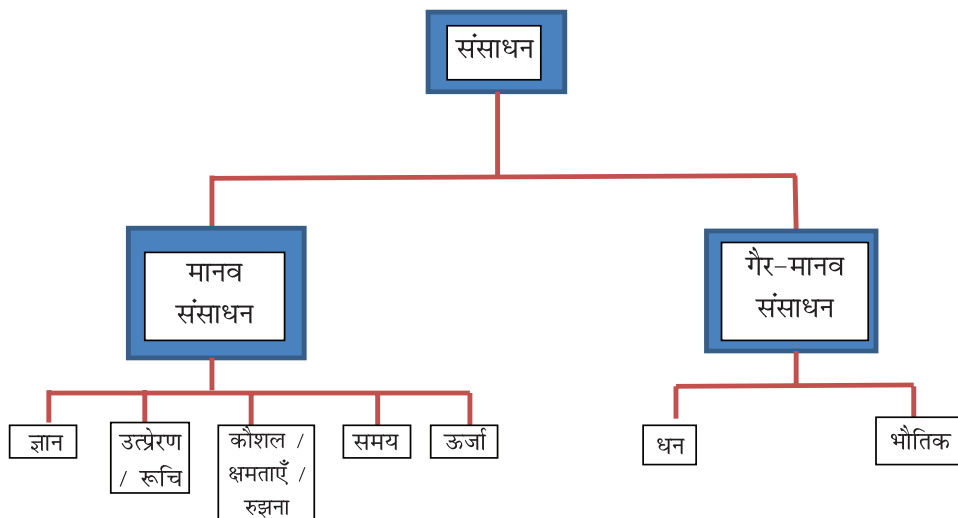 संसाधन
मानव
संसाधन
गैर-मानव
संसाधन
ज्ञान
उत्प्रेरण
/ रूचि
कौशल /
क्षमताएँ /
रुझना
समय
ऊर्जा
धन
भौतिक